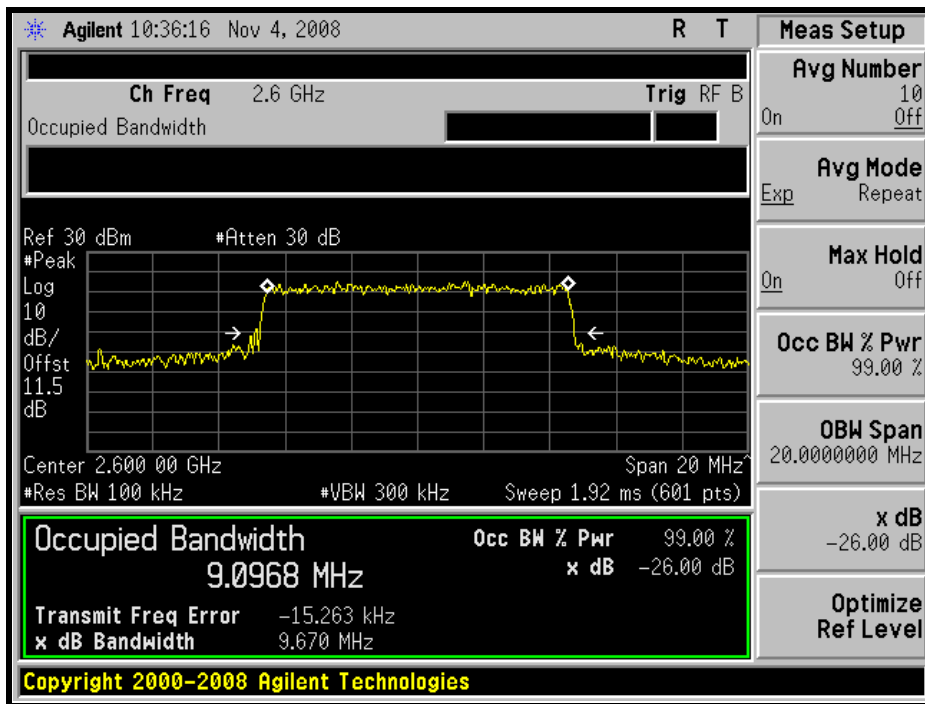 Agilent 10:36:16 Nov 4, 2008 R T
Ch Freq 2.6 GHz Trig RF B
Occupied Bandwidth
Ref 30 dBm #Atten 30 dB
#Peak
Log
10
dB/
Offst
11.5
dB
Center 2.600 00 GHz Span 20 MHz^
#Res BW 100 kHz #VBW 300 kHz Sweep 1.92 ms (601 pts)
Occupied Bandwidth Occ BW % Pwr 99.00 %
9.0968 MHz x dB -26.00 dB
Transmit Freq Error -15.263 kHz
x dB Bandwidth 9.670 MHz
Copyright 2000-2008 Agilent Technologies
Meas Setup
Avg Number
10
On Off
Avg Mode
Exp Repeat
Max Hold
On Off
Occ BW % Pwr
99.00 %
OBW Span
20.0000000 MHz
x dB
-26.00 dB
Optimize
Ref Level